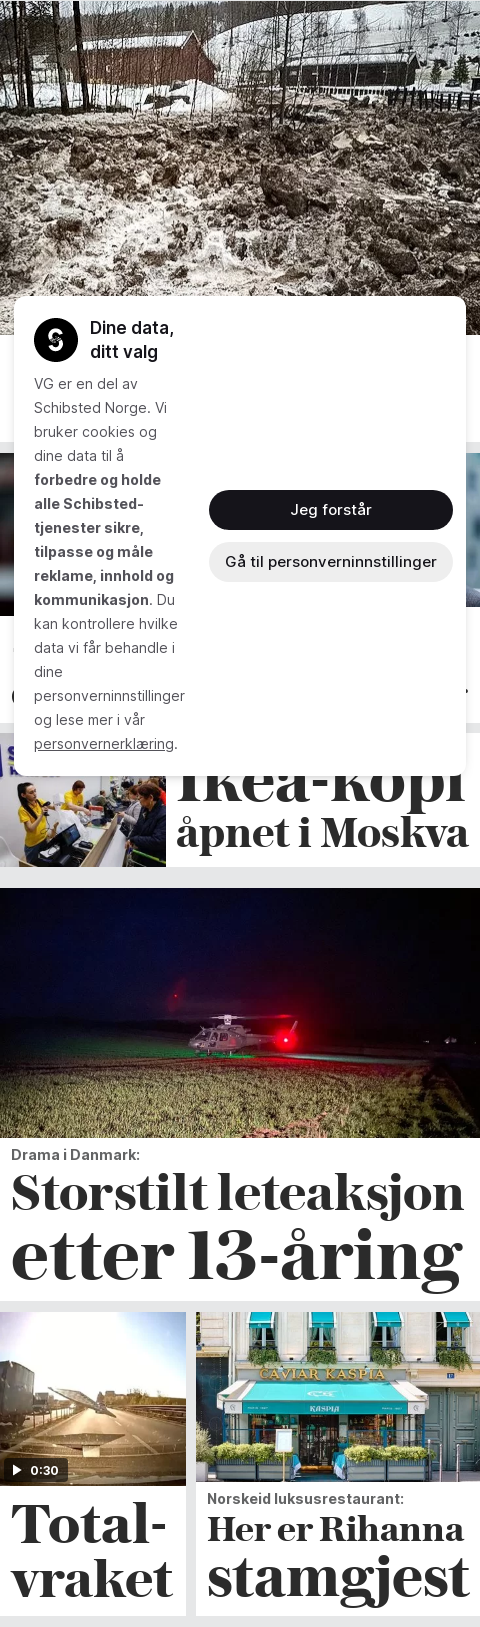 Dine data,
ditt valg
VG er en del av
Schibsted Norge. Vi
bruker cookies og
dine data til å
forbedre og holde
alle Schibsted-
tjenester sikre,
tilpasse og måle
reklame, innhold og
kommunikasjon. Du
kan kontrollere hvilke
data vi får behandle i
dine
personverninnstillinger
og lese mer i vår
personvernerklæring.
Jeg forstår
Gå til personverninnstillinger
Ikea-kopi
åpnet i Moskva
Drama i Danmark:
Storstilt leteaksjon
etter 13-åring
0:30
Total-
vraket
CAVIAR KASPIA
KASPIA
Norskeid luksusrestaurant:
Her er Rihanna
stamgjest